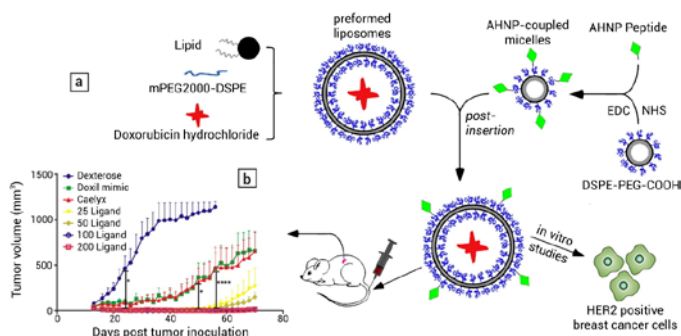 preformed
liposomes
AHNP-coupled
micelles
AHNP Peptide
Lipid
mPEG2000-DSPE
Doxorubicin hydrochloride
a
post-
insertion
EDC
NHS
DSPE-PEG-COOH
b
Dexterose
Doxil mimic
Caelyx
25 Ligand
50 Ligand
100 Ligand
200 Ligand
Tumor volume (mm³)
1500
1000
500
0
0
20
40
60
80
*
*
****
Days post tumor inoculation
in vitro
studies
HER2 positive
breast cancer cells